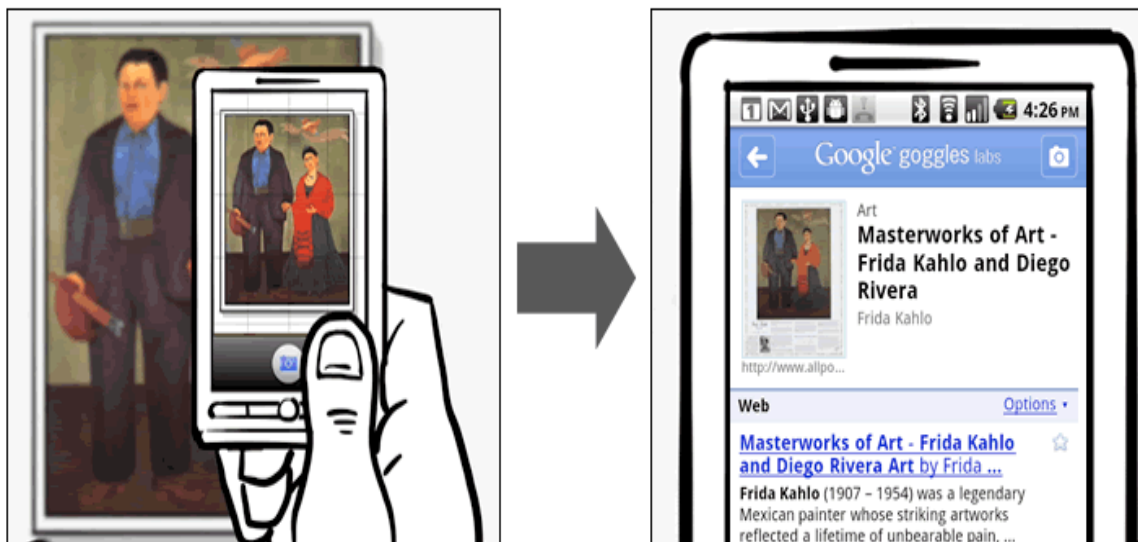 1
4:26 PM
Google goggles labs
Art
Masterworks of Art -
Frida Kahlo and Diego
Rivera
Frida Kahlo
http://www.allpo...
Web
Options
Masterworks of Art - Frida Kahlo
and Diego Rivera Art by Frida ...
Frida Kahlo (1907 – 1954) was a legendary
Mexican painter whose striking artworks
reflected a lifetime of unbearable pain. ...